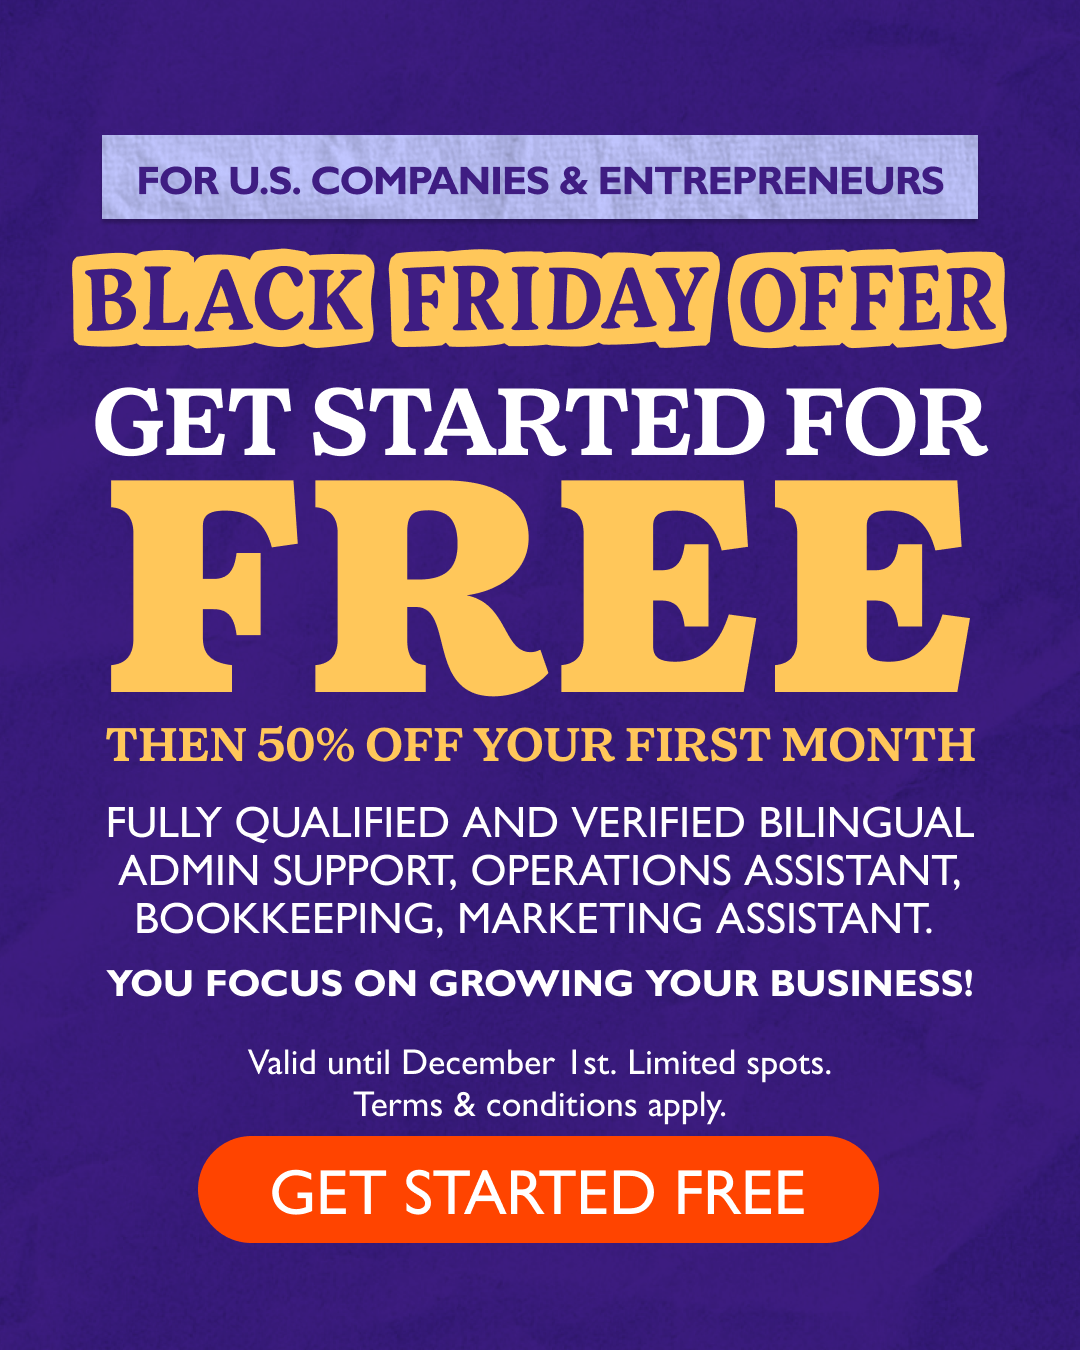 FOR U.S. COMPANIES & ENTREPRENEURS
BLACK FRIDAY OFFER
GET STARTED FOR
FREE
THEN 50% OFF YOUR FIRST MONTH
FULLY QUALIFIED AND VERIFIED BILINGUAL
ADMIN SUPPORT, OPERATIONS ASSISTANT,
BOOKKEEPING, MARKETING ASSISTANT.
YOU FOCUS ON GROWING YOUR BUSINESS!
Valid until December 1st. Limited spots.
Terms & conditions apply.
GET STARTED FREE